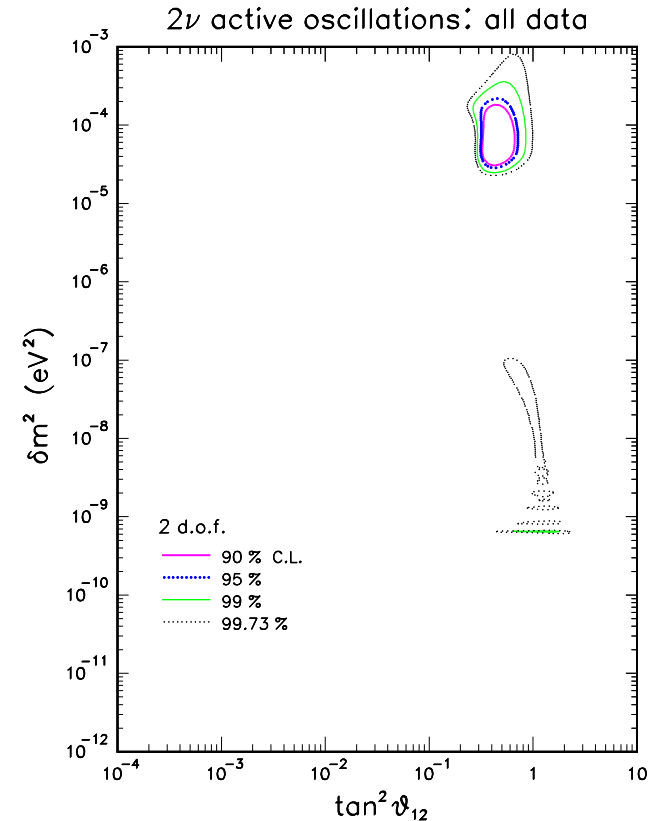 2ν active oscillations: all data
10⁻³
10⁻⁴
10⁻⁵
10⁻⁶
10⁻⁷
10⁻⁸
10⁻⁹
10⁻¹⁰
10⁻¹¹
10⁻¹²
δm² (eV²)
2 d.o.f.
90 % C.L.
95 %
99 %
99.73 %
10⁻⁴ 10⁻³ 10⁻² 10⁻¹ 1 10
tan² ϑ₁₂